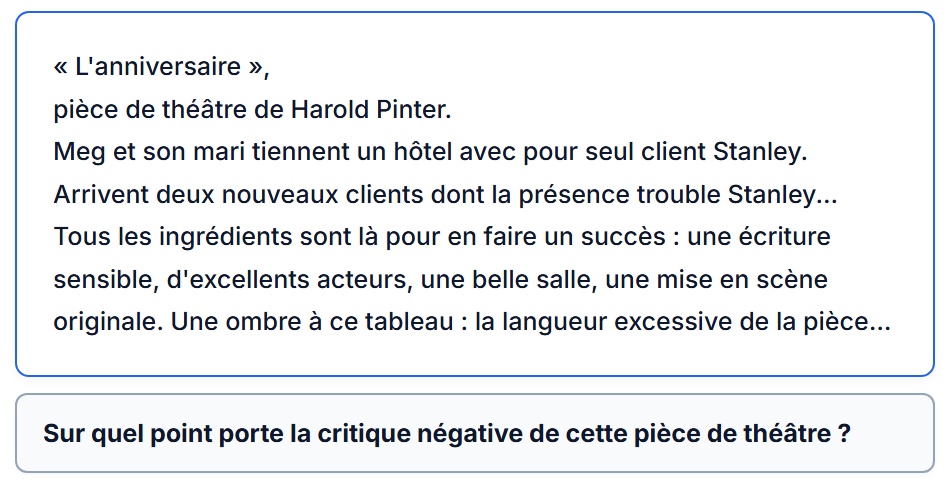 « L'anniversaire »,
pièce de théâtre de Harold Pinter.
Meg et son mari tiennent un hôtel avec pour seul client Stanley.
Arrivent deux nouveaux clients dont la présence trouble Stanley...
Tous les ingrédients sont là pour en faire un succès : une écriture
sensible, d'excellents acteurs, une belle salle, une mise en scène
originale. Une ombre à ce tableau : la langueur excessive de la pièce...
Sur quel point porte la critique négative de cette pièce de théâtre ?